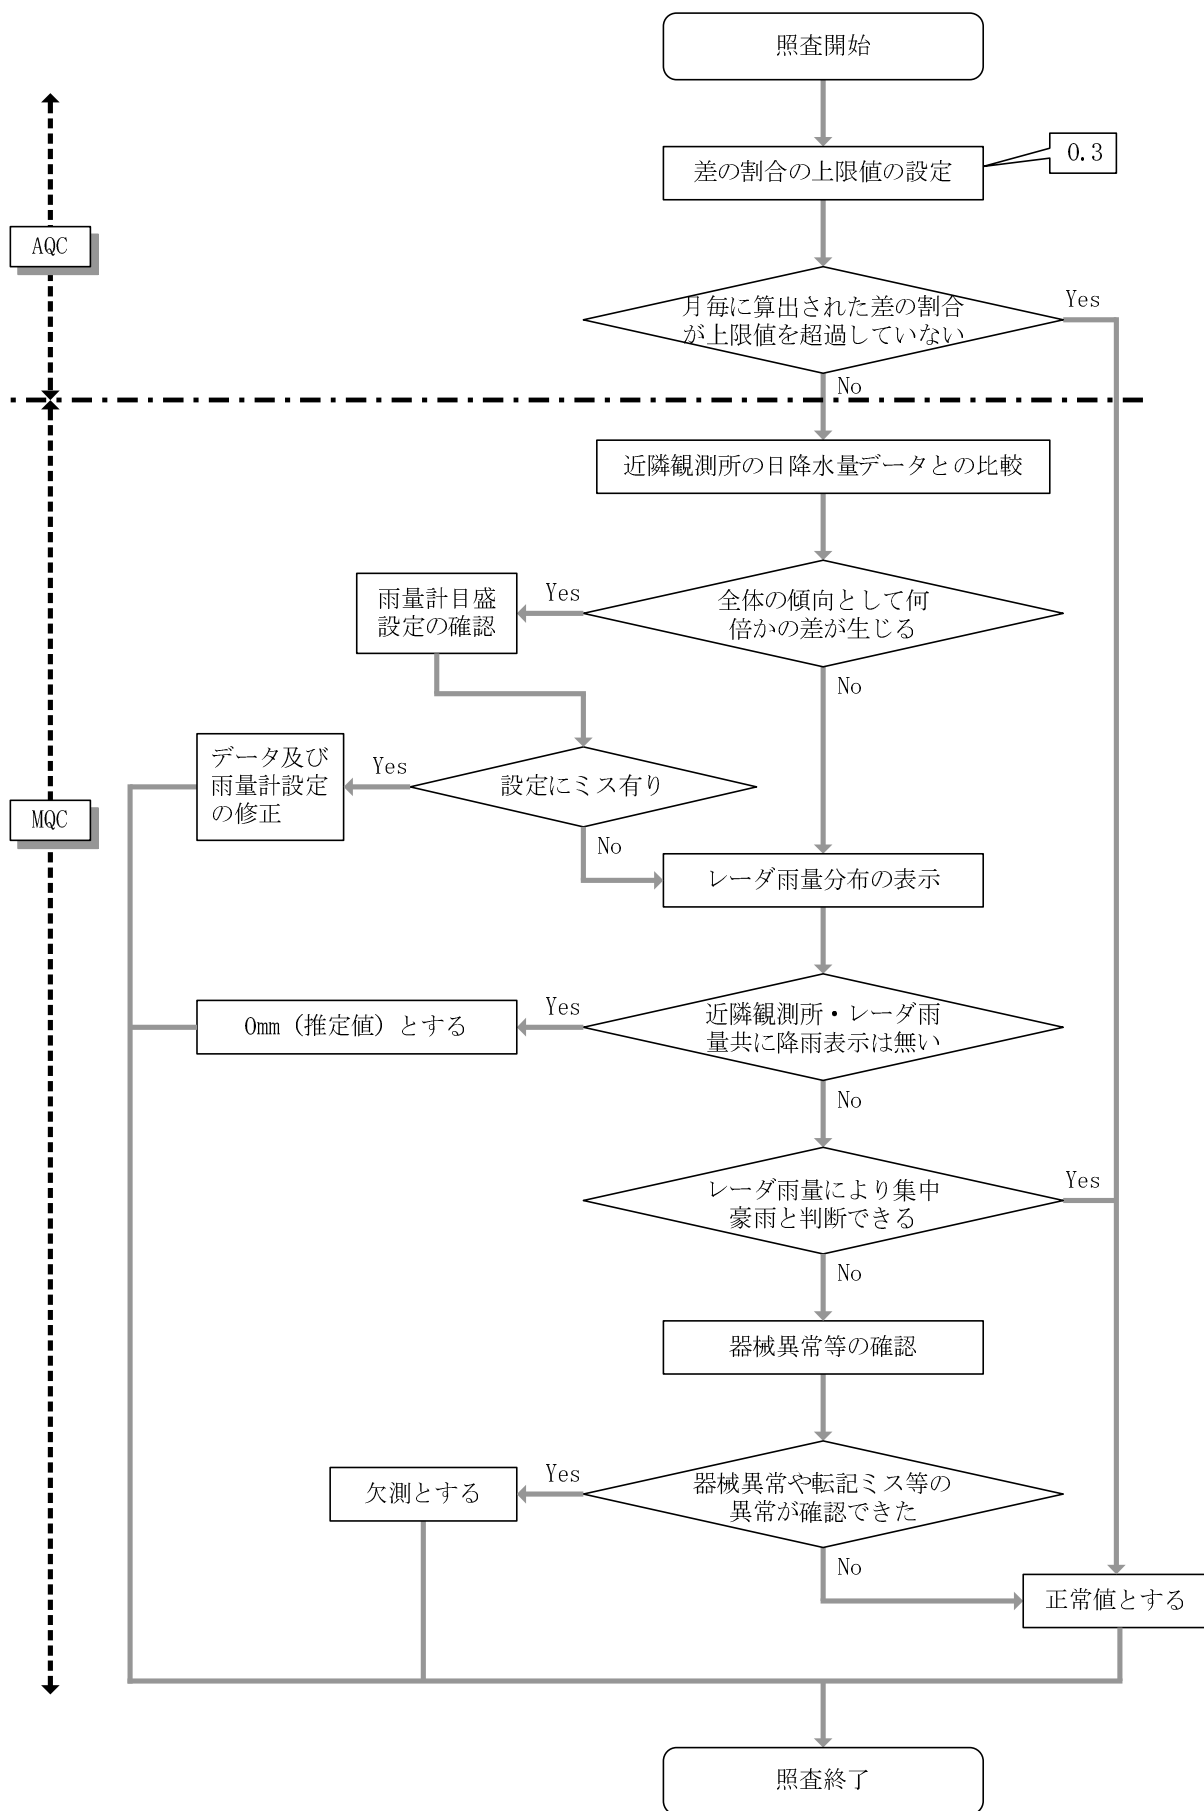 照査開始
差の割合の上限値の設定
0.3
AQC
月毎に算出された差の割合
が上限値を超過していない
Yes
No
近隣観測所の日降水量データとの比較
全体の傾向として何
倍かの差が生じる
Yes
雨量計目盛
設定の確認
No
設定にミス有り
Yes
データ及び
雨量計設定
の修正
MQC
No
レーダ雨量分布の表示
近隣観測所・レーダ雨
量共に降雨表示は無い
Yes
0mm（推定値）とする
No
レーダ雨量により集中
豪雨と判断できる
Yes
No
器械異常等の確認
器械異常や転記ミス等の
異常が確認できた
Yes
欠測とする
No
正常値とする
照査終了